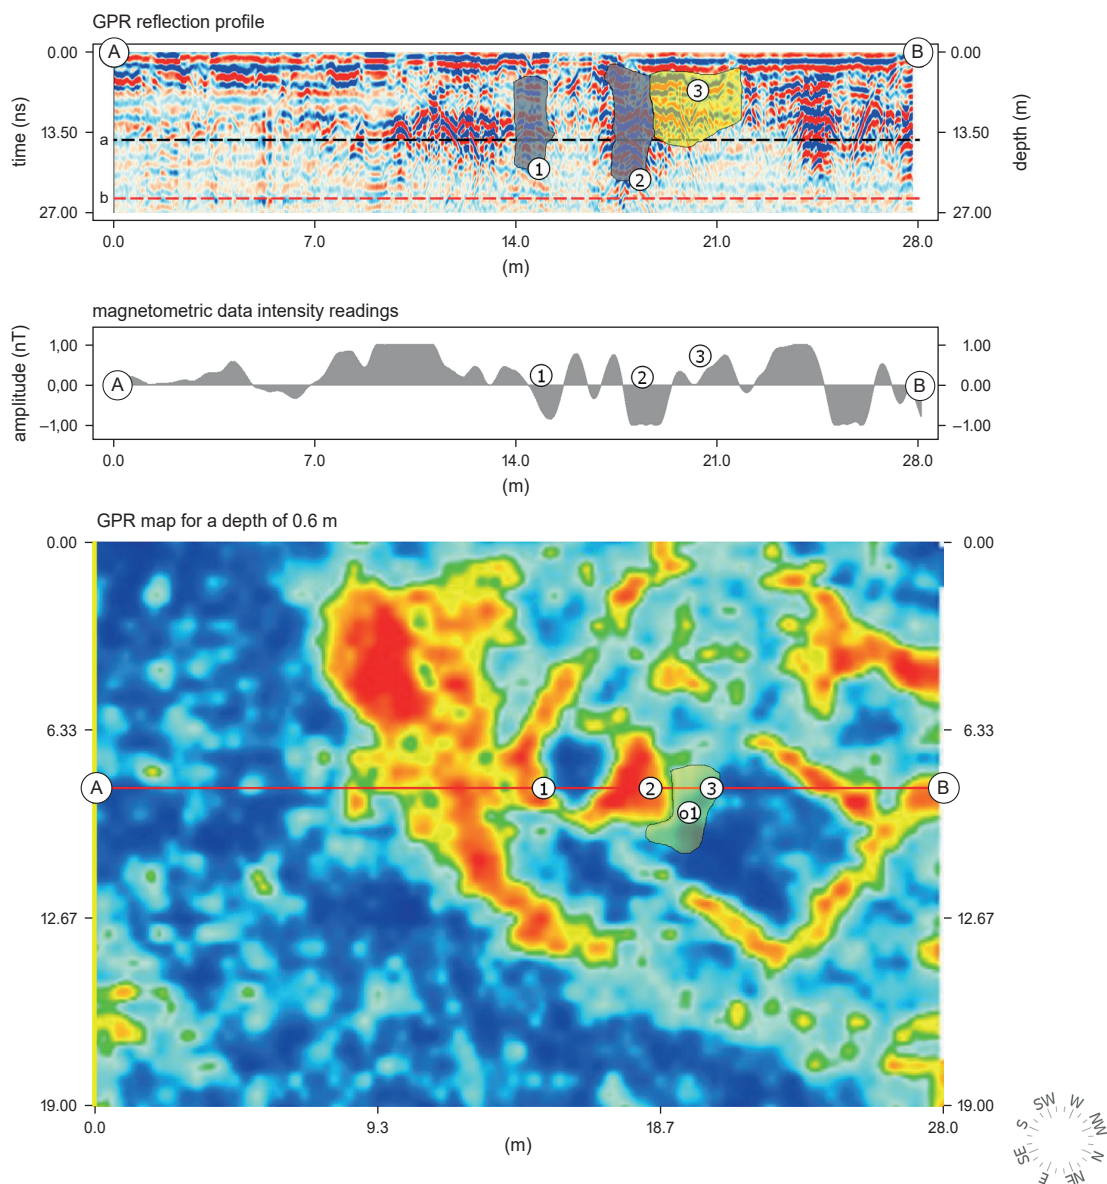 GPR reflection profile
A B
0.00 0.00
time (ns) 13.50 13.50 depth (m)
a
b
27.00 27.00
1 2 3
0.0 7.0 14.0 21.0 28.0
(m)
magnetometric data intensity readings
amplitude (nT)
1,00 1.00
0,00 0.00
–1,00 –1.00
A 1 2 3 B
0.0 7.0 14.0 21.0 28.0
(m)
GPR map for a depth of 0.6 m
0.00 0.00
6.33 6.33
A 1 2 3 B
o1
12.67 12.67
19.00 19.00
0.0 9.3 18.7 28.0
(m)
SW W NW N NE E SE S